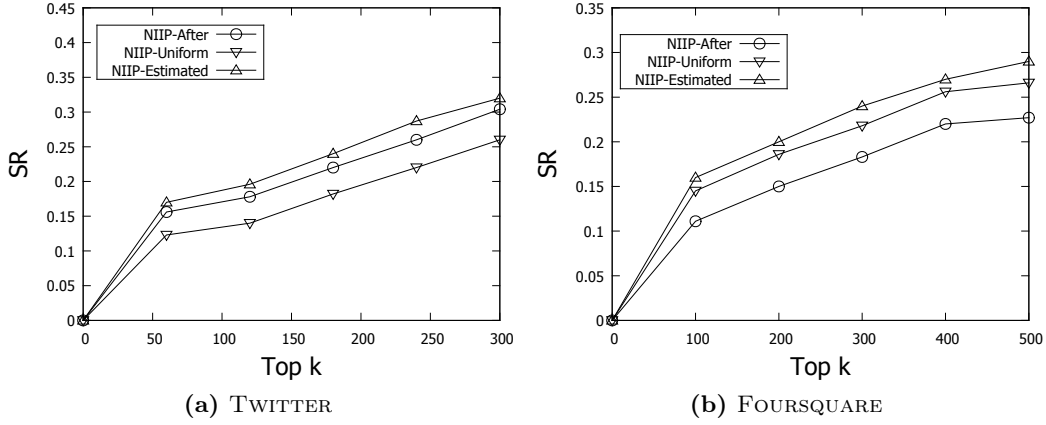 0.45
0.4
0.35
0.3
0.25
0.2
0.15
0.1
0.05
0
SR
NIIP-After
NIIP-Uniform
NIIP-Estimated
0 50 100 150 200 250 300
Top k
(a) TWITTER
0.35
0.3
0.25
0.2
0.15
0.1
0.05
0
SR
NIIP-After
NIIP-Uniform
NIIP-Estimated
0 100 200 300 400 500
Top k
(b) FOURSQUARE